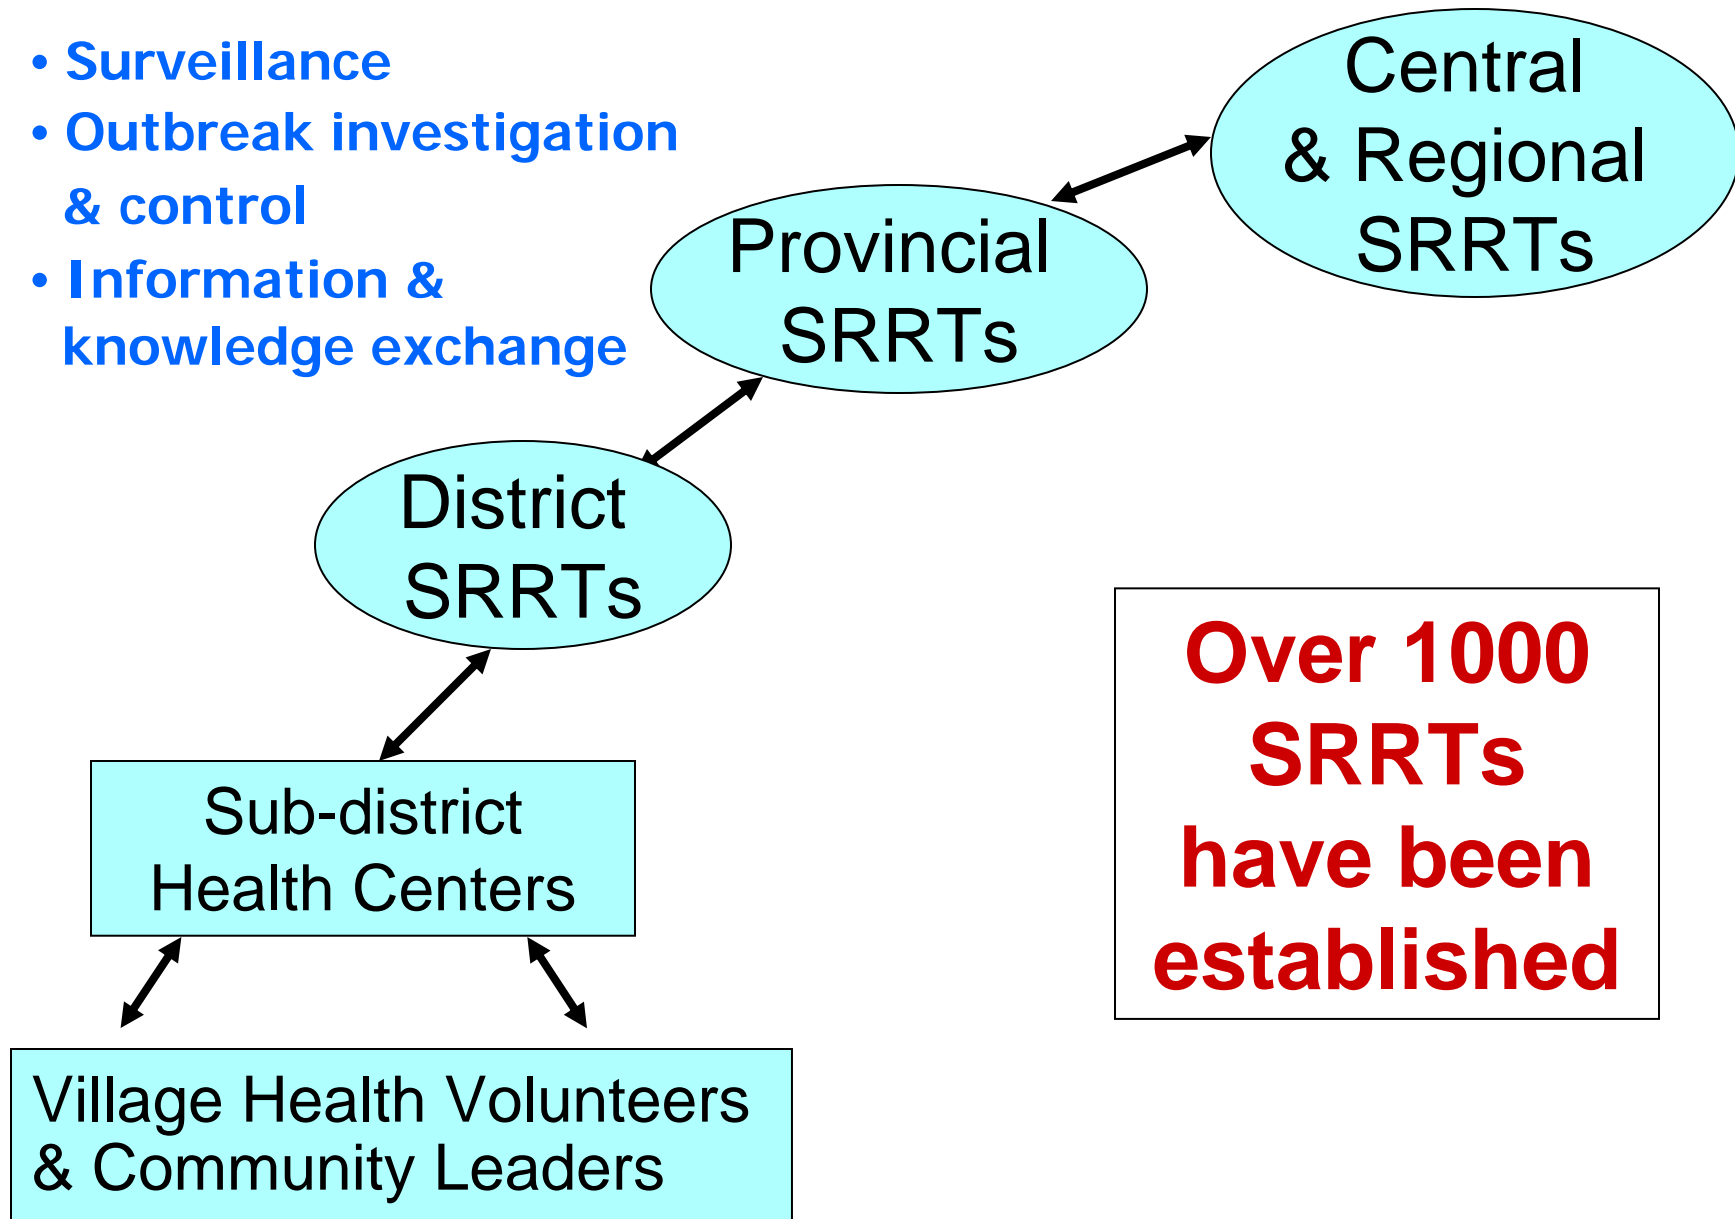 • Surveillance
• Outbreak investigation
& control
• Information &
knowledge exchange
Central
& Regional
SRRTs
Provincial
SRRTs
District
SRRTs
Sub-district
Health Centers
Village Health Volunteers
& Community Leaders
Over 1000
SRRTs
have been
established